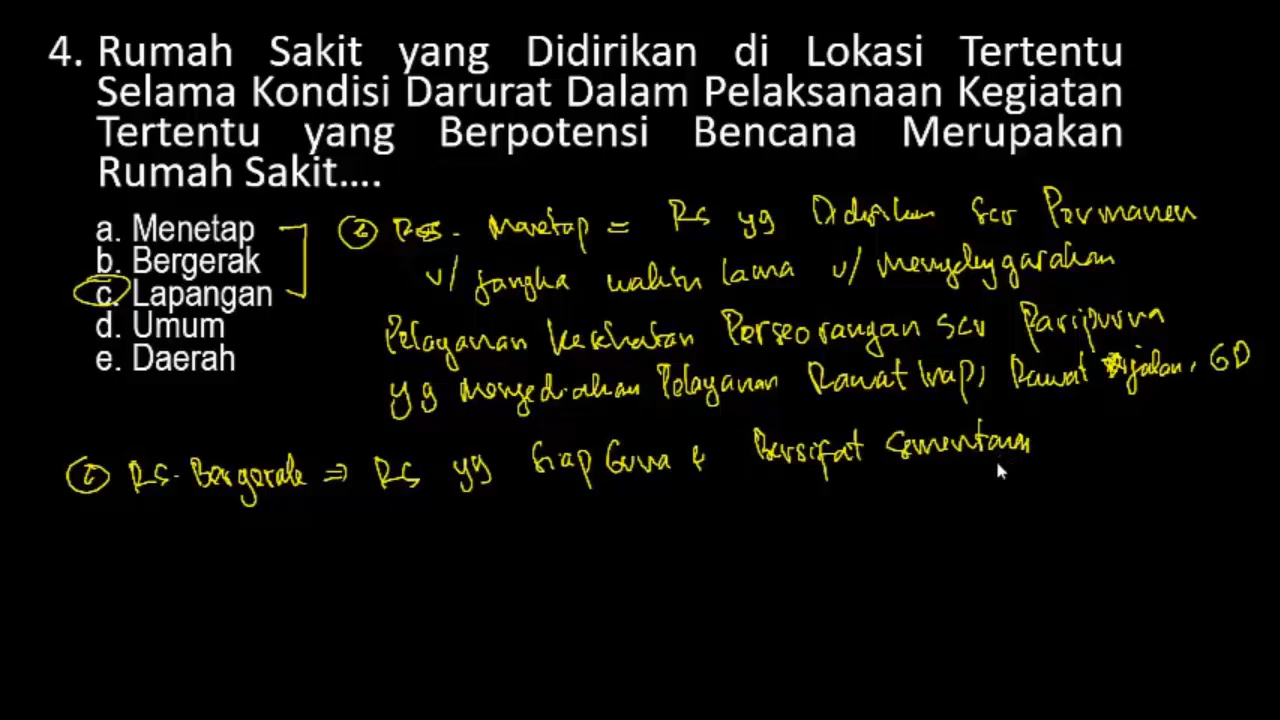 4. Rumah Sakit yang Didirikan di Lokasi Tertentu
Selama Kondisi Darurat Dalam Pelaksanaan Kegiatan
Tertentu yang Berpotensi Bencana Merupakan
Rumah Sakit....
a. Menetap
b. Bergerak
c. Lapangan
d. Umum
e. Daerah
RS. Menetap = RS yg Didirikan scr Permanen
u/ jangka waktu lama u/ menyelenggarakan
Pelayanan Kesehatan Perseorangan scr Paripurna
yg menyediakan Pelayanan Rawat Inap, Rawat jalan, GD
RS. Bergerak ⇒ RS yg Siap Guna & Bersifat Sementara